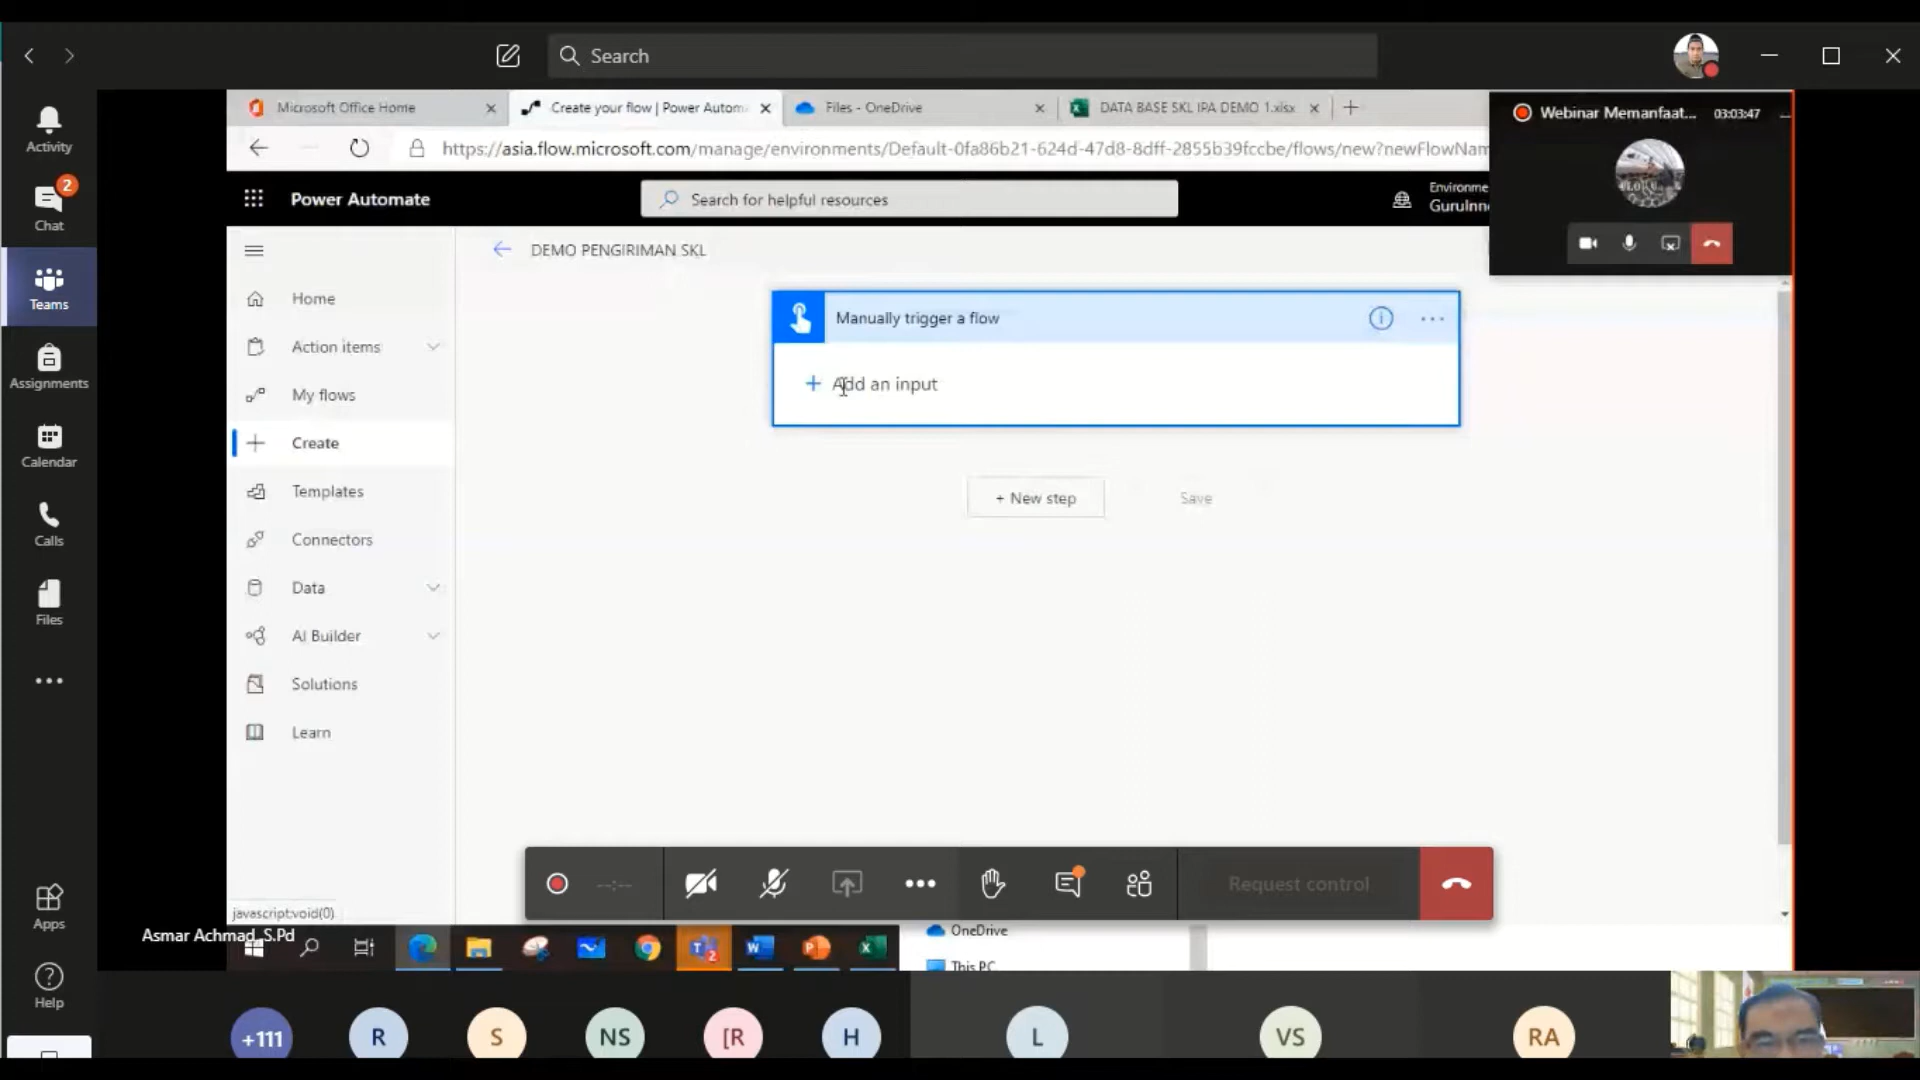 Search
Activity
2
Chat
Teams
Assignments
Calendar
Calls
Files
Apps
Help
Microsoft Office Home
Create your flow | Power Autom
Files - OneDrive
DATA BASE SKL IPA DEMO 1.xlsx
https://asia.flow.microsoft.com/manage/environments/Default-0fa86b21-624d-47d8-8dff-2855b39fccbe/flows/new?newFlowNam
Webinar Memanfaat...
03:03:47
Power Automate
Search for helpful resources
Environme
GuruInn
DEMO PENGIRIMAN SKL
Home
Action items
My flows
Create
Templates
Connectors
Data
AI Builder
Solutions
Learn
Manually trigger a flow
+ Add an input
+ New step
Save
--:--
Request control
javascript:void(0)
Asmar Achmad_S.Pd
2
OneDrive
This PC
+111
R
S
NS
[R
H
L
VS
RA